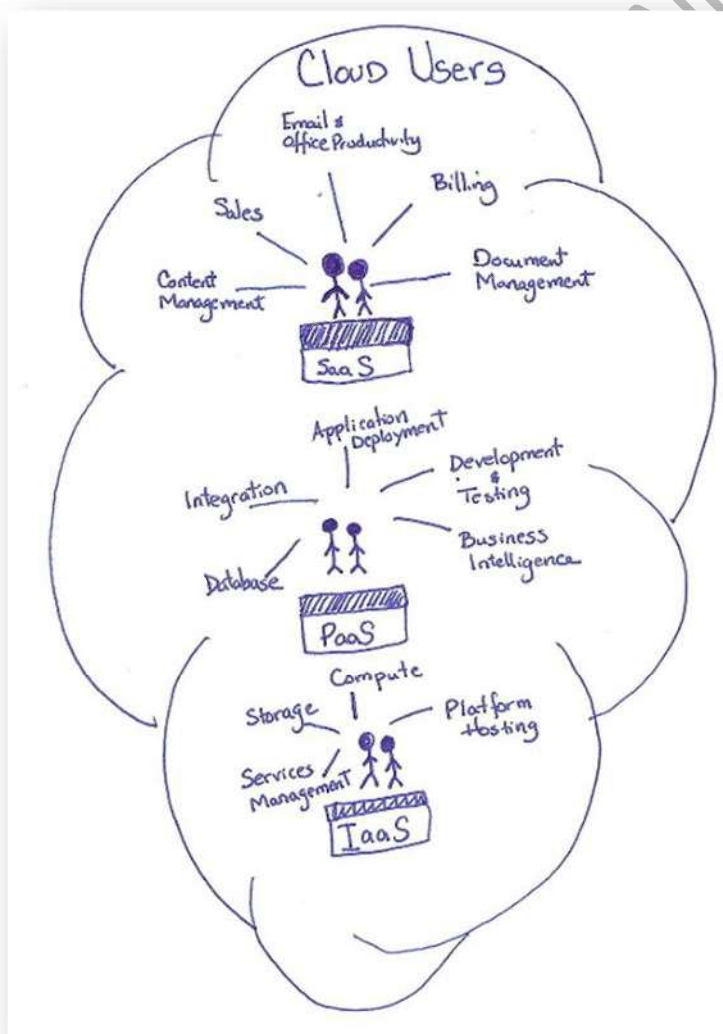 Cloud Users
Email &
Office Productivity
Billing
Sales
Document
Management
Content
Management
SaaS
Application
Deployment
Development
&
Testing
Integration
Business
Intelligence
Database
PaaS
Compute
Storage
Platform
Hosting
Services
Management
IaaS